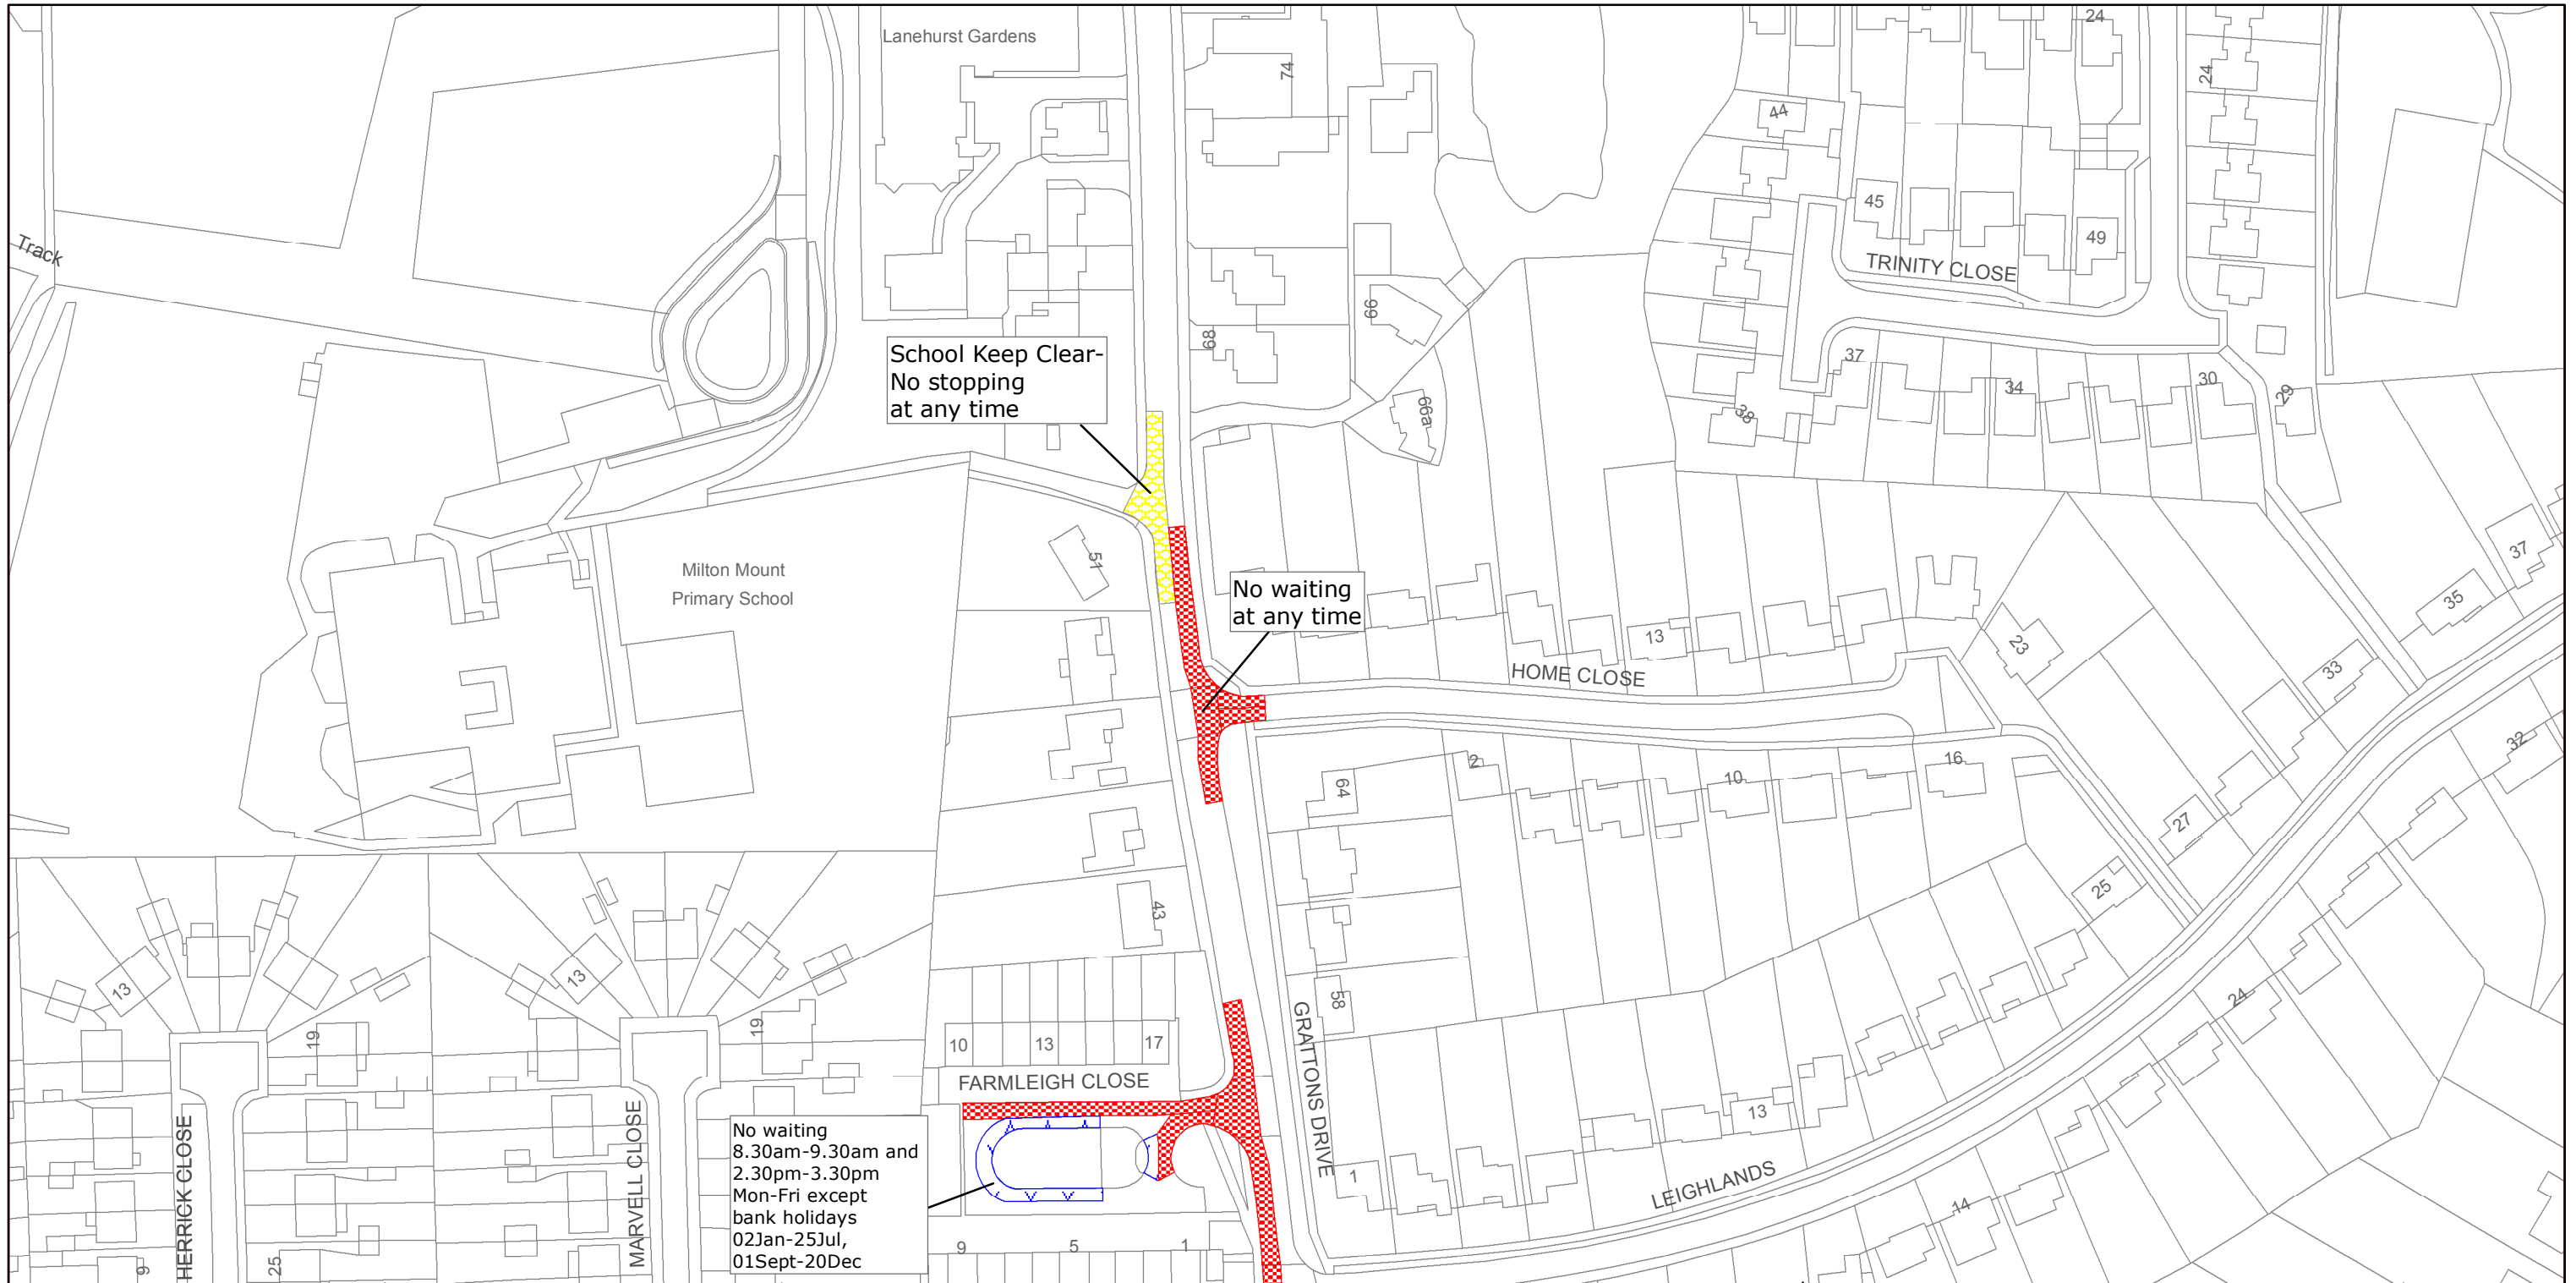 Lanehurst Gardens
74
24
24
44
45
49
Track
TRINITY CLOSE
66
68
School Keep Clear-
No stopping
at any time
37
34
30
29
38
66a
51
Milton Mount
Primary School
No waiting
at any time
13
HOME CLOSE
23
37
35
33
32
64
2
10
16
27
25
43
58
24
13
13
19
19
10
13
17
GRATTONS DRIVE
FARMLEIGH CLOSE
13
HERRICK CLOSE
MARVELL CLOSE
No waiting
8.30am-9.30am and
2.30pm-3.30pm
Mon-Fri except
bank holidays
02Jan-25Jul,
01Sept-20Dec
1
LEIGHLANDS
14
9
25
9
5
1